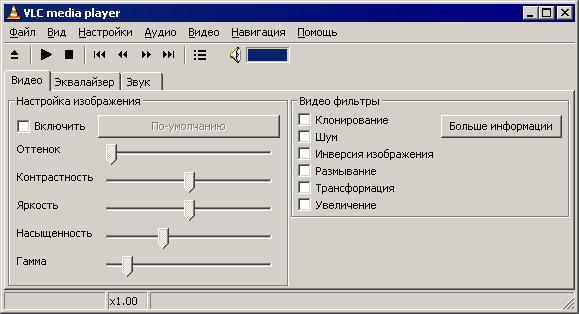 VLC media player
Файл Вид Настройки Аудио Видео Навигация Помощь
Видео Эквалайзер Звук
Настройка изображения
Включить По-умолчанию
Оттенок
Контрастность
Яркость
Насыщенность
Гамма
Видео фильтры
Клонирование Больше информации
Шум
Инверсия изображения
Размывание
Трансформация
Увеличение
x1.00